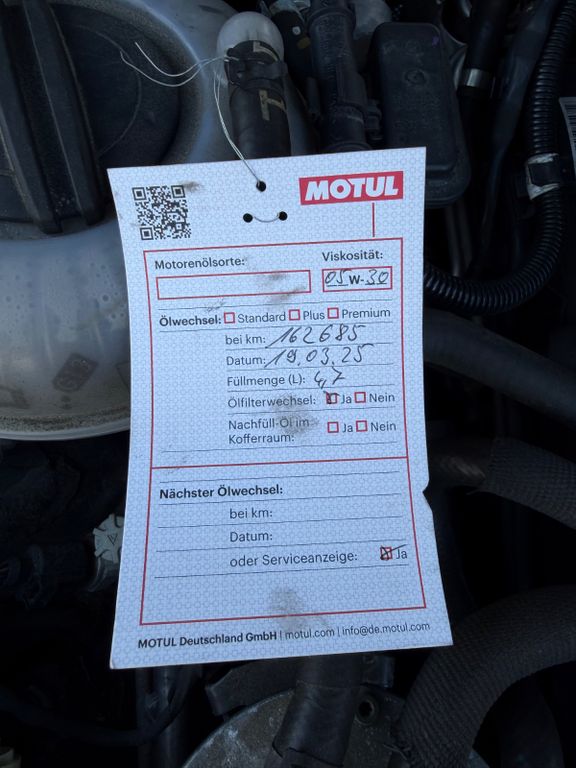 MOTUL
Motorenölsorte:
Viskosität:
05 W-30
Ölwechsel: Standard Plus Premium
bei km: 162685
Datum: 19.03.25
Füllmenge (L): 4,7
Ölfilterwechsel: Ja Nein
Nachfüll-Öl im
Kofferraum: Ja Nein
Nächster Ölwechsel:
bei km:
Datum:
oder Serviceanzeige: Ja
MOTUL Deutschland GmbH | motul.com | info@de.motul.com